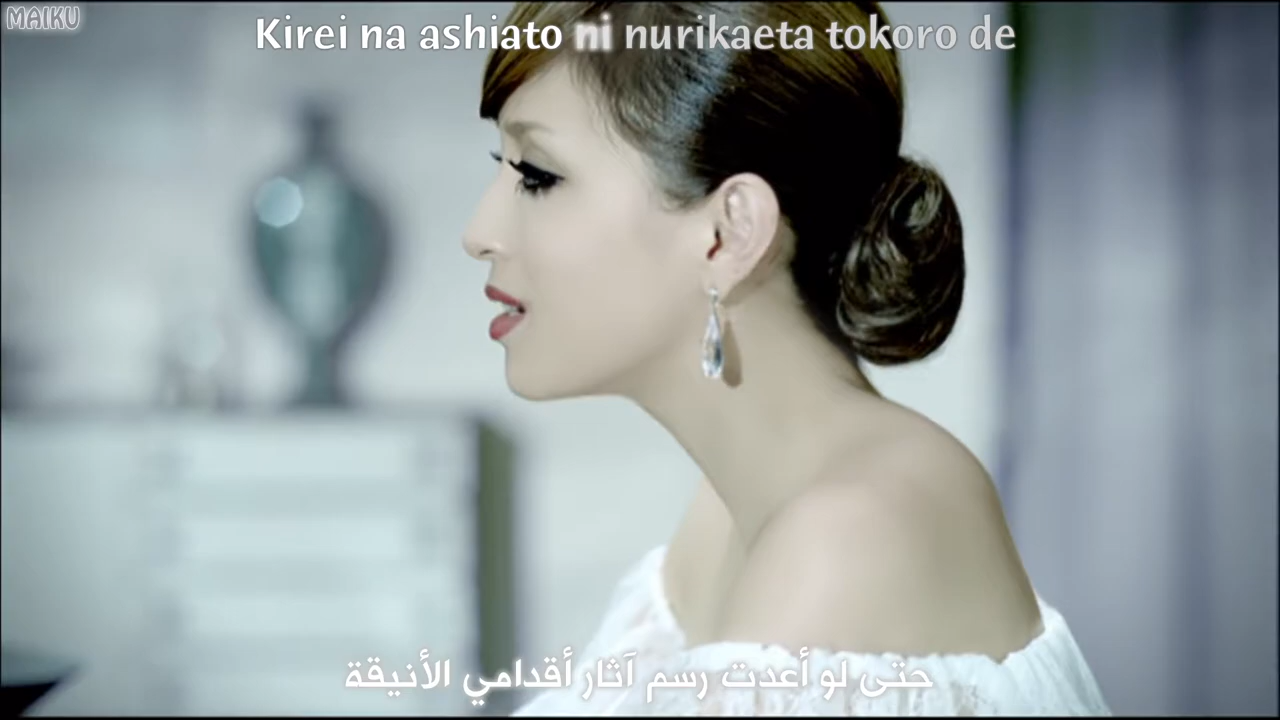 MAIKU
Kirei na ashiato ni nurikaeta tokoro de
حتى لو أعدت رسم آثار أقدامي الأنيقة